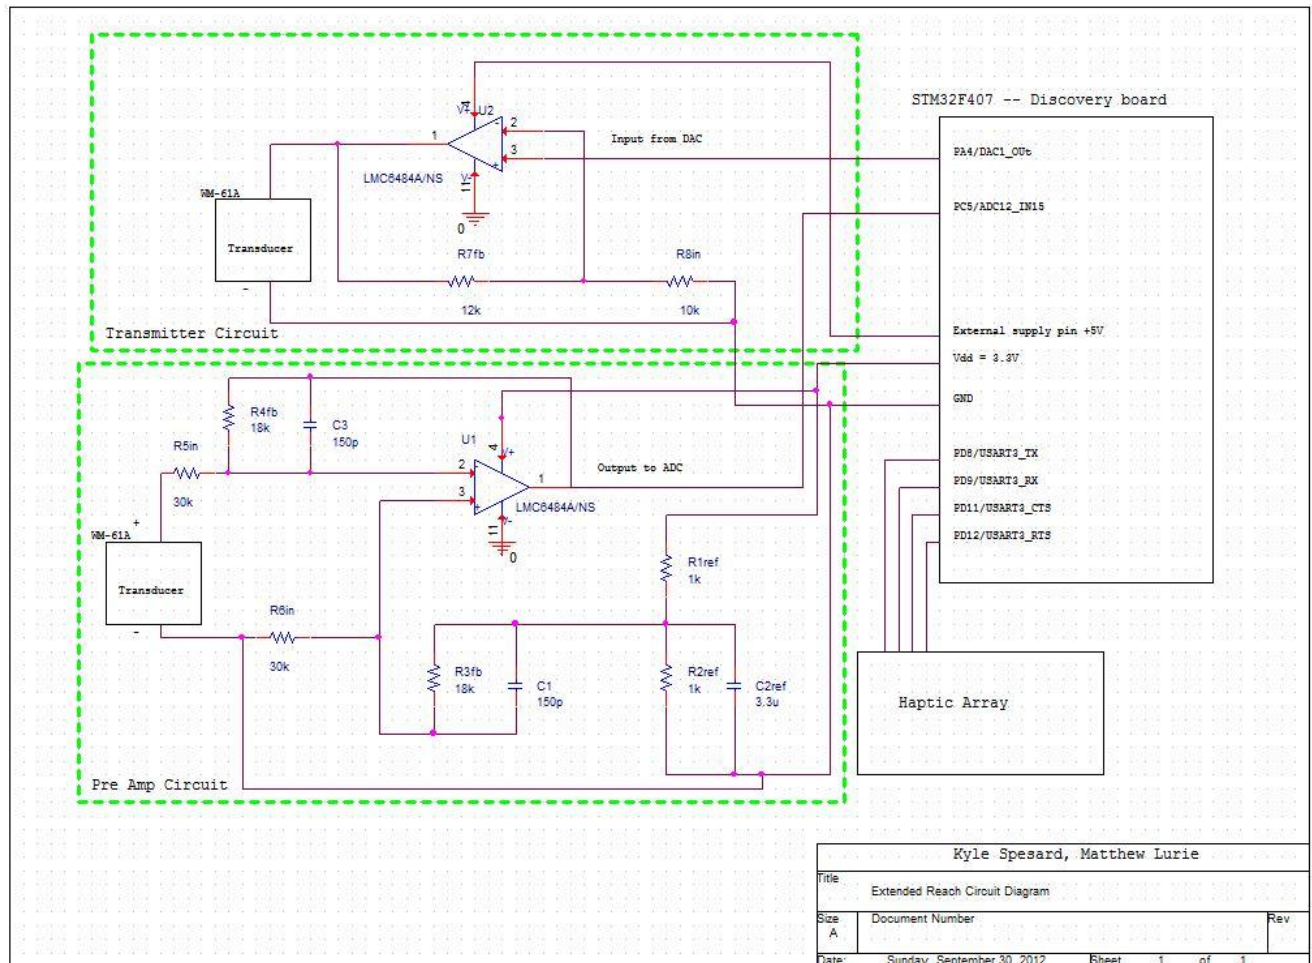 STM32F407 -- Discovery board
V+
4
U2
2
1
Input from DAC
3
PA4/DAC1_OUt
LMC6484A/NS
V-
11
WM-61A
PC5/ADC12_IN15
0
Transducer
R7fb
R8in
-
12k
10k
External supply pin +5V
Transmitter Circuit
Vdd = 3.3V
GND
R4fb
18k
C3
150p
R5in
U1
4
V+
PD8/USART3_TX
2
Output to ADC
1
PD9/USART3_RX
30k
3
LMC6484A/NS
PD11/USART3_CTS
+
V-
11
WM-61A
PD12/USART3_RTS
0
R1ref
1k
Transducer
R6in
-
30k
R3fb
18k
C1
150p
R2ref
1k
C2ref
3.3u
Haptic Array
Pre Amp Circuit
Kyle Spesard, Matthew Lurie
Title
Extended Reach Circuit Diagram
Size
A
Document Number
Rev
Date:
Sunday, September 30, 2012
Sheet 1 of 1